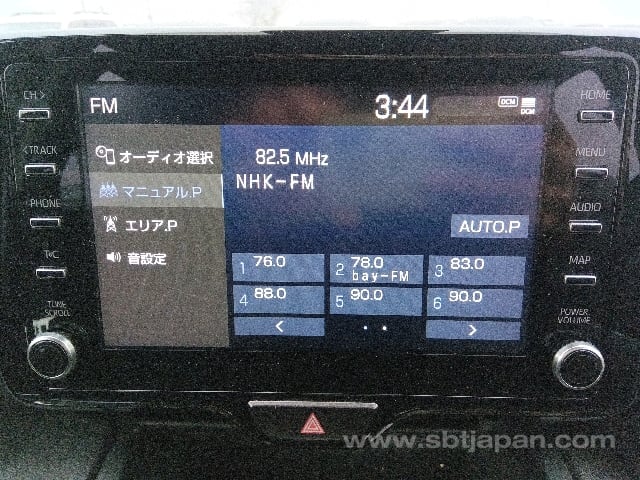 CH >
HOME
FM
3:44
DCM
DCM
< TRACK
オーディオ選択
82.5 MHz
MENU
マニュアル.P
NHK-FM
PHONE
エリア.P
AUTO.P
AUDIO
T∨C
音設定
1 76.0
2 78.0
bay-FM
3 83.0
MAP
4 88.0
5 90.0
6 90.0
TUNE
SCROLL
POWER
VOLUME
<
>
www.sbtjapan.com